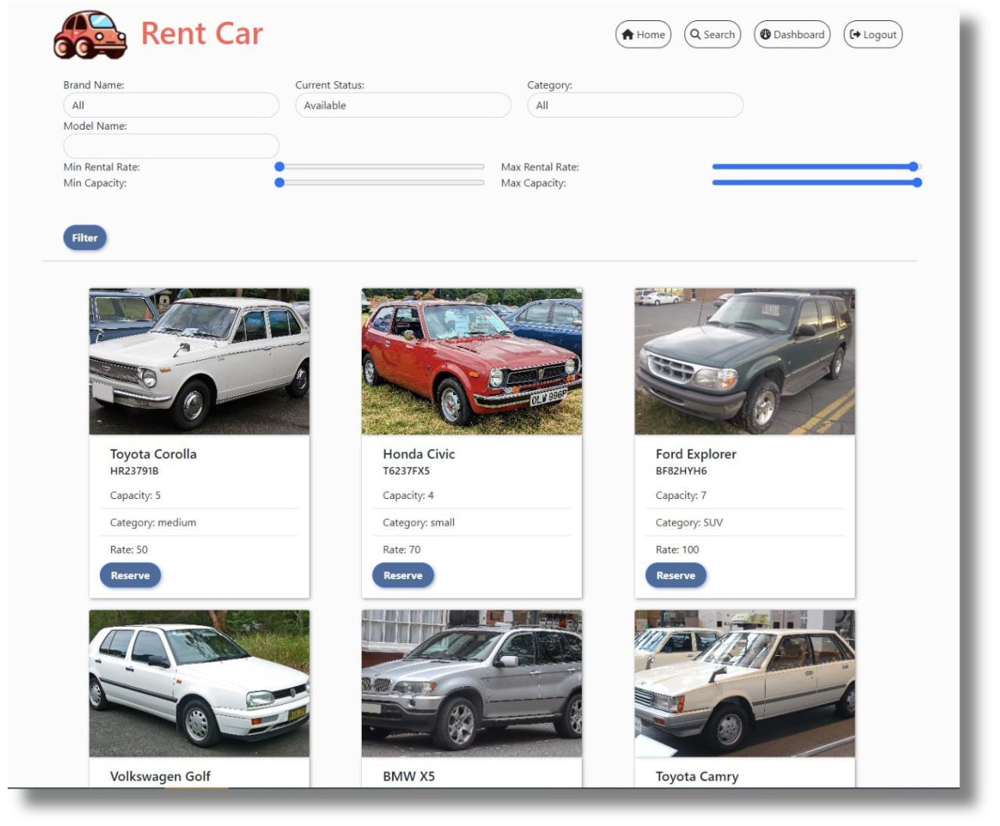 Rent Car
Home
Search
Dashboard
Logout
Brand Name:
Current Status:
Category:
All
Available
All
Model Name:
Min Rental Rate:
Max Rental Rate:
Min Capacity:
Max Capacity:
Filter
OLW 996P
Toyota Corolla
HR23791B
Capacity: 5
Category: medium
Rate: 50
Reserve
Honda Civic
T6237FX5
Capacity: 4
Category: small
Rate: 70
Reserve
Ford Explorer
BF82HYH6
Capacity: 7
Category: SUV
Rate: 100
Reserve
Volkswagen Golf
BMW X5
Toyota Camry